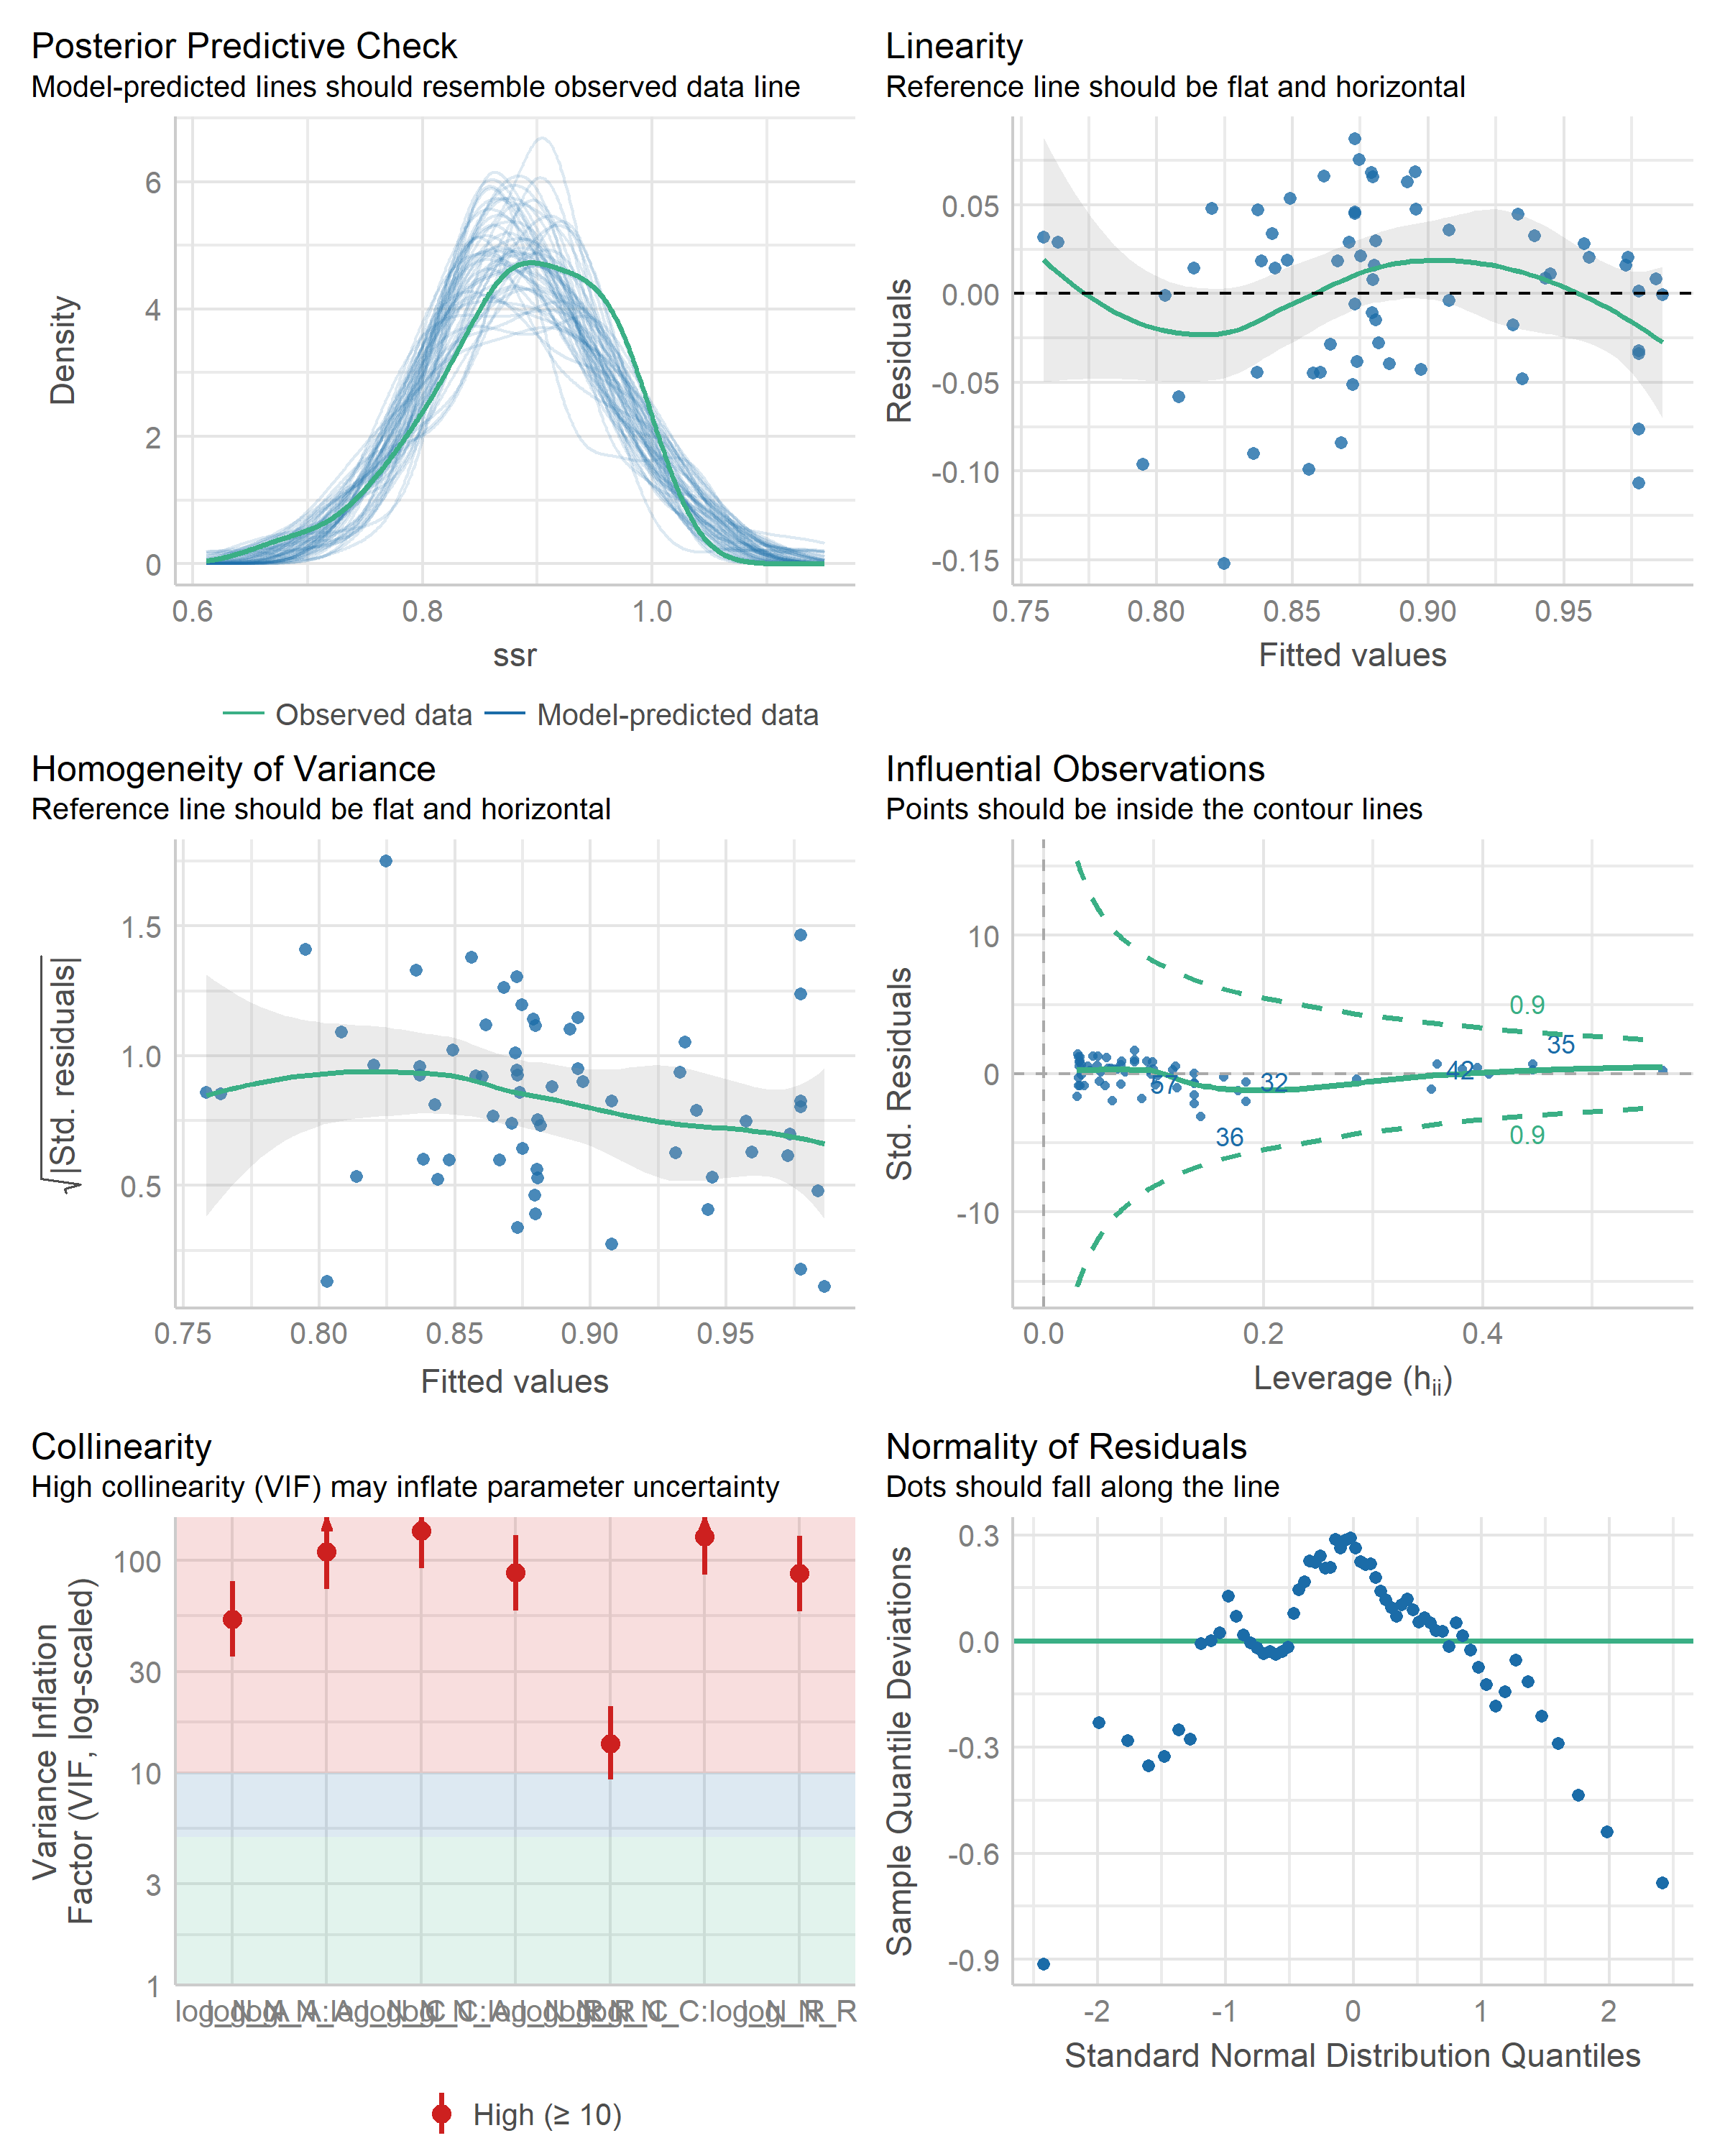 Posterior Predictive Check
Model-predicted lines should resemble observed data line
Density
6
4
2
0
0.6 0.8 1.0
ssr
Observed data Model-predicted data
Linearity
Reference line should be flat and horizontal
Residuals
0.05
0.00
-0.05
-0.10
-0.15
0.75 0.80 0.85 0.90 0.95
Fitted values
Homogeneity of Variance
Reference line should be flat and horizontal
√|Std. residuals|
1.5
1.0
0.5
0.75 0.80 0.85 0.90 0.95
Fitted values
Influential Observations
Points should be inside the contour lines
Std. Residuals
10
0
-10
0.9
35
42
32
57
36
0.9
0.0 0.2 0.4
Leverage (hii)
Collinearity
High collinearity (VIF) may inflate parameter uncertainty
Variance Inflation
Factor (VIF, log-scaled)
100
30
10
3
1
High (≥ 10)
Normality of Residuals
Dots should fall along the line
Sample Quantile Deviations
0.3
0.0
-0.3
-0.6
-0.9
-2 -1 0 1 2
Standard Normal Distribution Quantiles